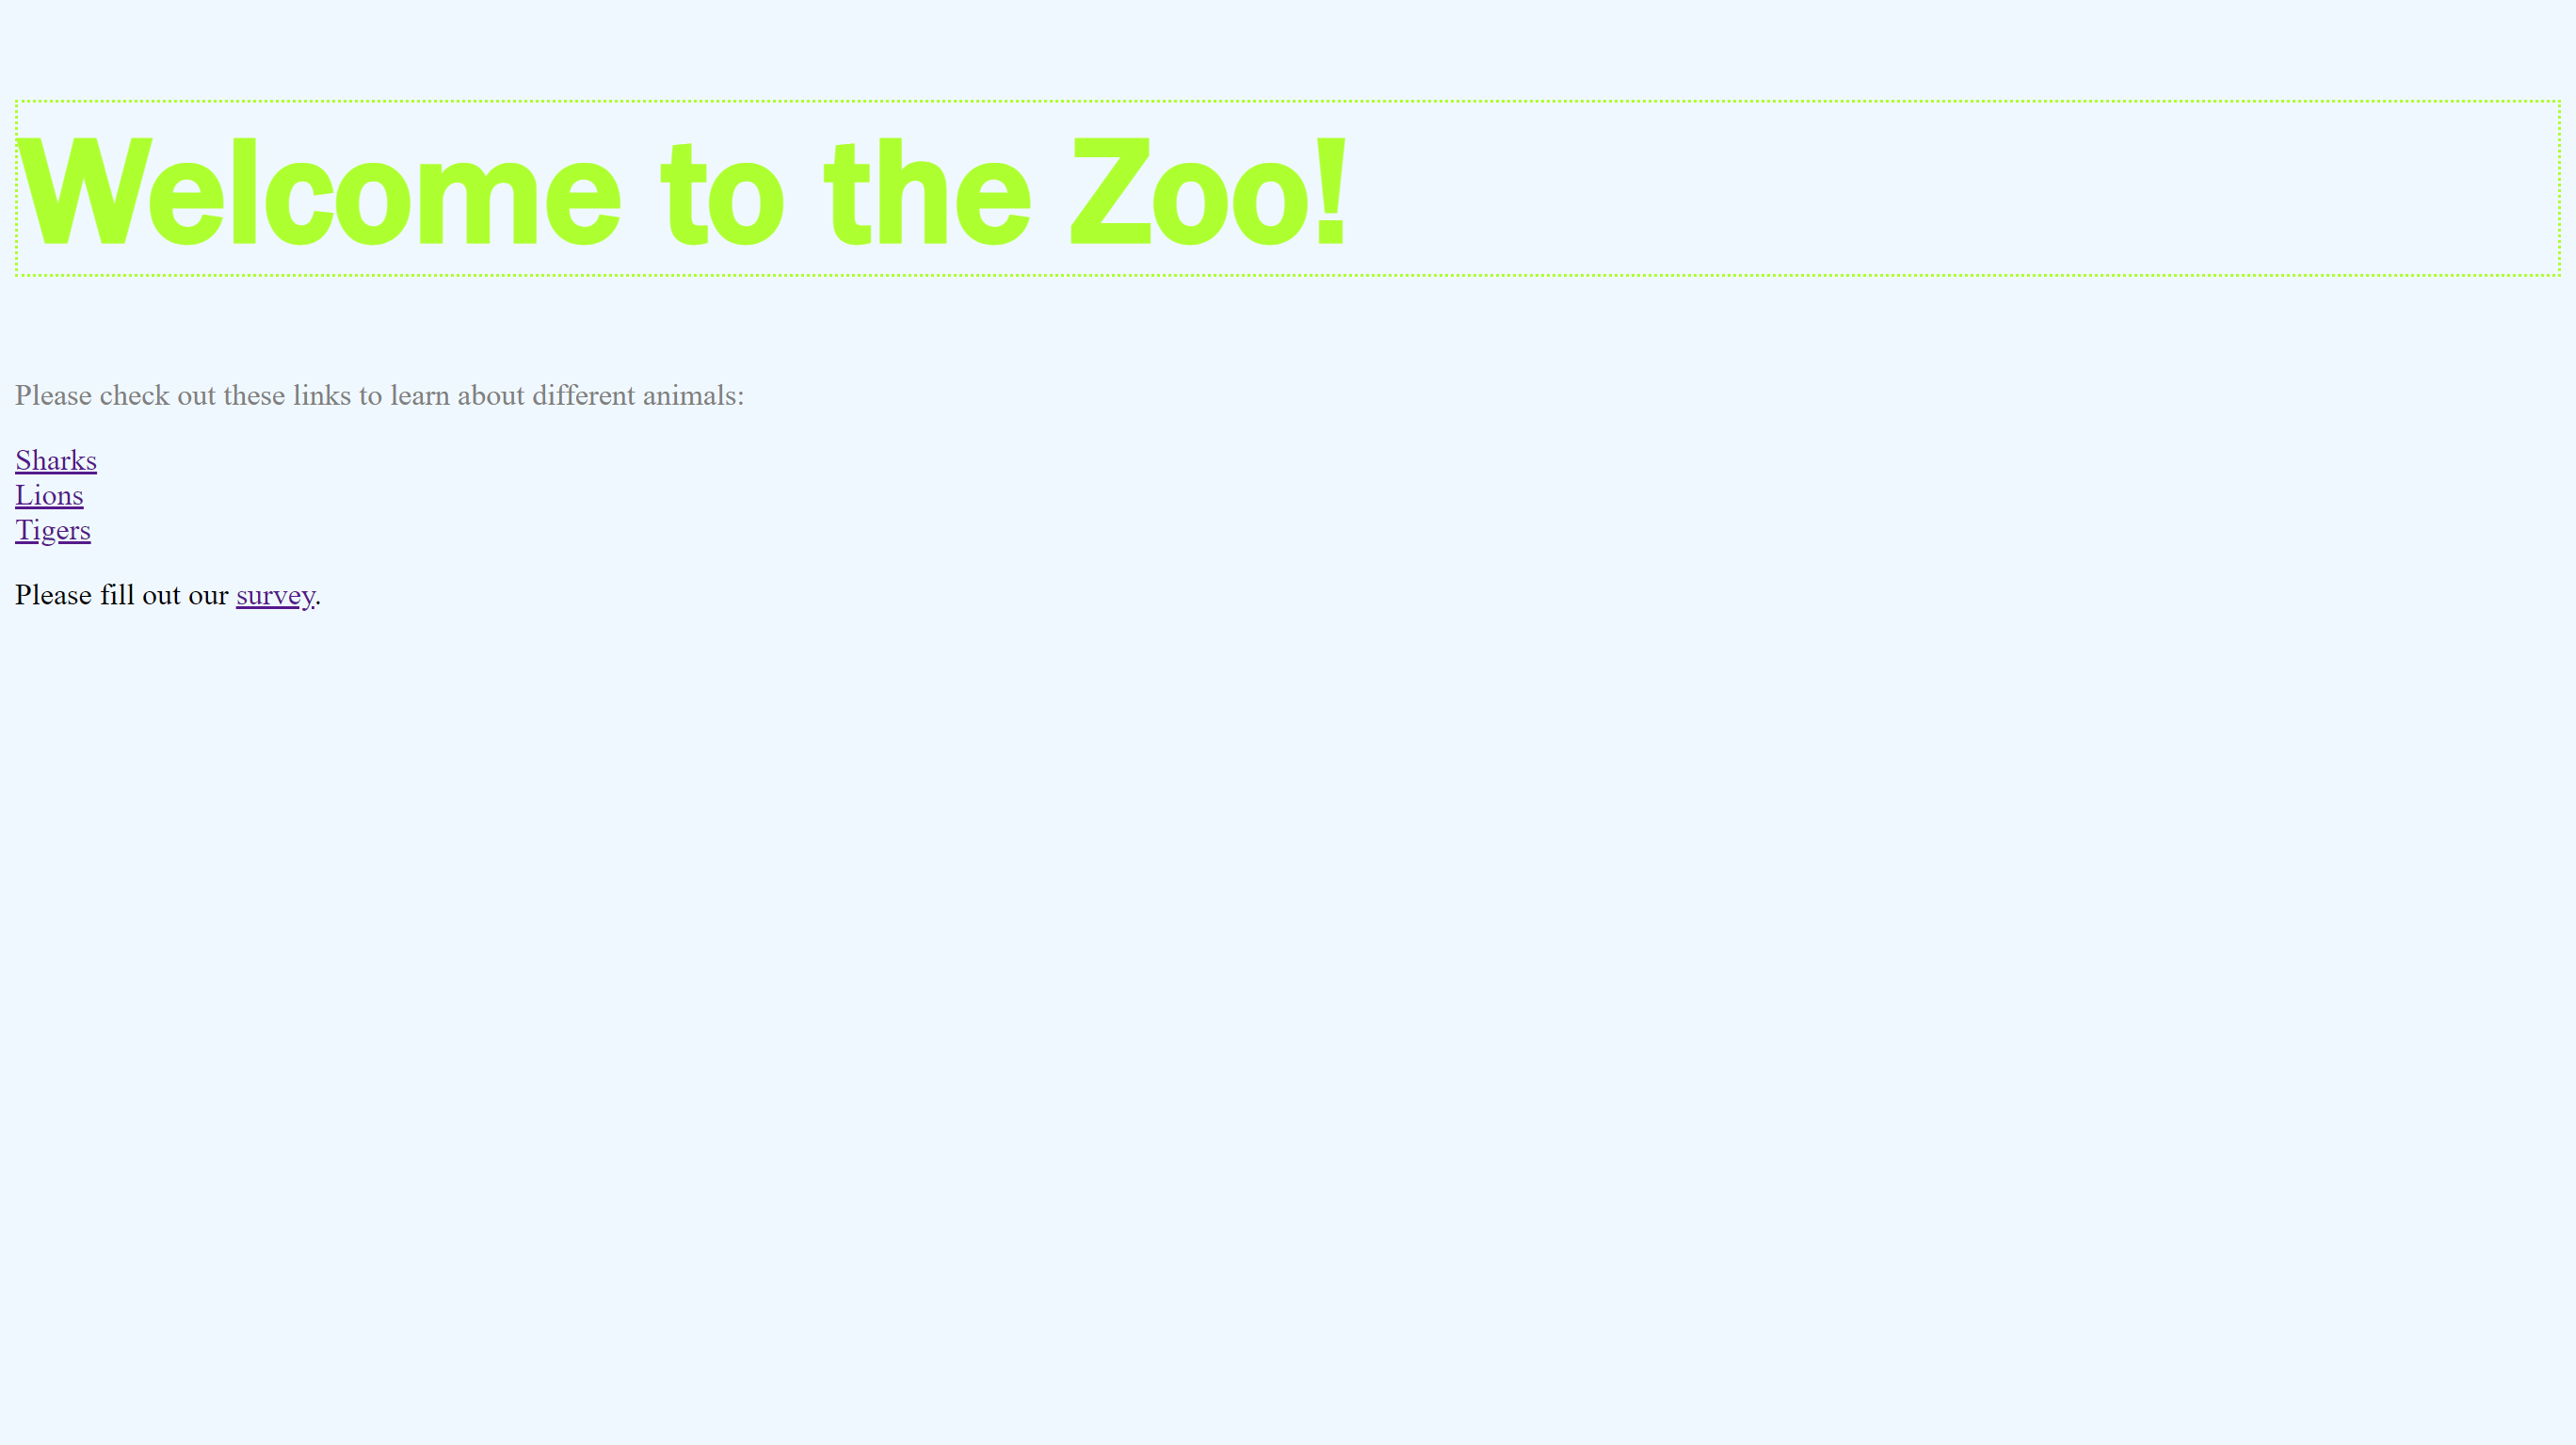 Welcome to the Zoo!
Please check out these links to learn about different animals:
Sharks
Lions
Tigers
Please fill out our survey.